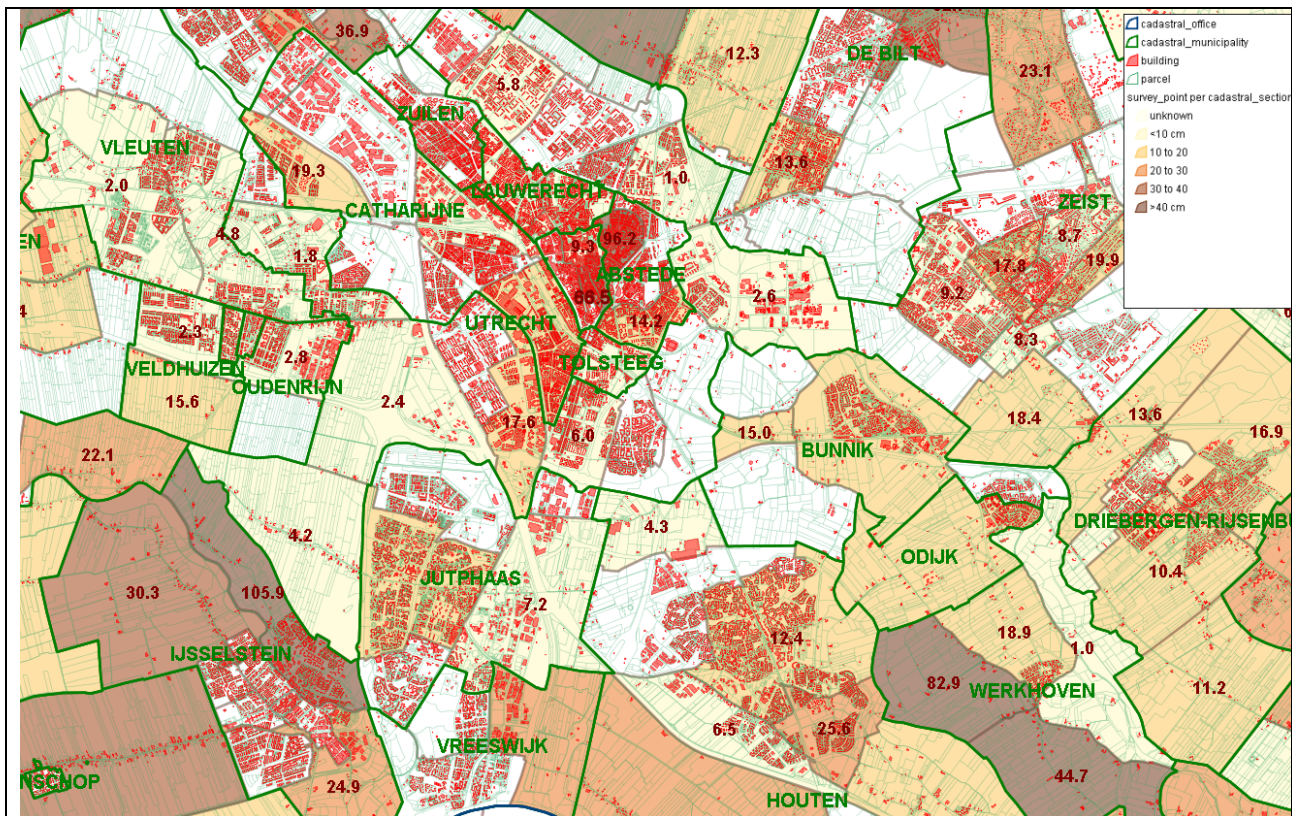 36.9
12.3
DE BILT
23.1
5.8
ZUILEN
VLEUTEN
2.0
19.3
13.6
1.0
LAUWERECHT
CATHARIJNE
ZEIST
8.7
EN
4.8
1.8
9.3
96.2
ABSTEDE
17.8
19.9
66.5
2.6
9.2
4
14.2
UTRECHT
2.3
2.8
TOLSTEEG
8.3
VELDHUIZEN
OUDENRIJN
15.6
2.4
17.6
6.0
15.0
BUNNIK
18.4
13.6
16.9
22.1
4.2
4.3
DRIEBERGEN-RIJSENBU
ODIJK
10.4
30.3
105.9
JUTPHAAS
7.2
12.4
18.9
1.0
IJSSELSTEIN
82.9
WERKHOVEN
11.2
VREESWIJK
6.5
25.6
NSCHOP
24.9
HOUTEN
44.7
cadastral_office
cadastral_municipality
building
parcel
survey_point per cadastral_section
unknown
<10 cm
10 to 20
20 to 30
30 to 40
>40 cm